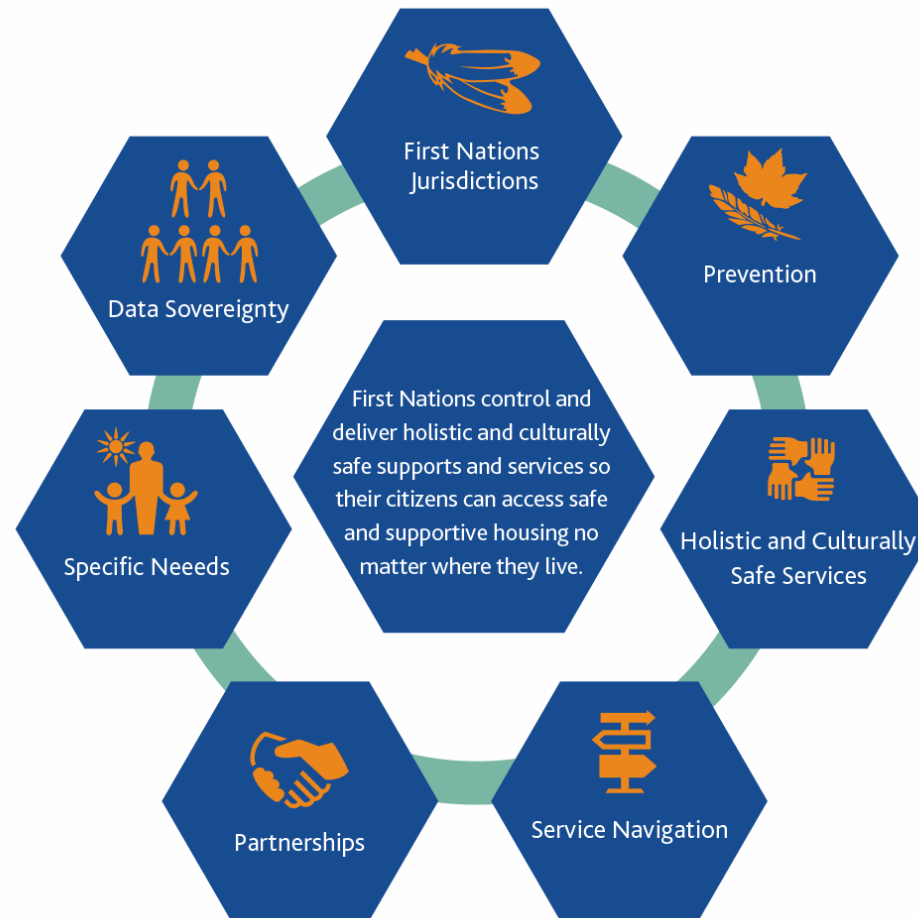 First Nations
Jurisdictions
Prevention
Holistic and Culturally
Safe Services
Service Navigation
Partnerships
Specific Neeeds
Data Sovereignty
First Nations control and
deliver holistic and culturally
safe supports and services so
their citizens can access safe
and supportive housing no
matter where they live.